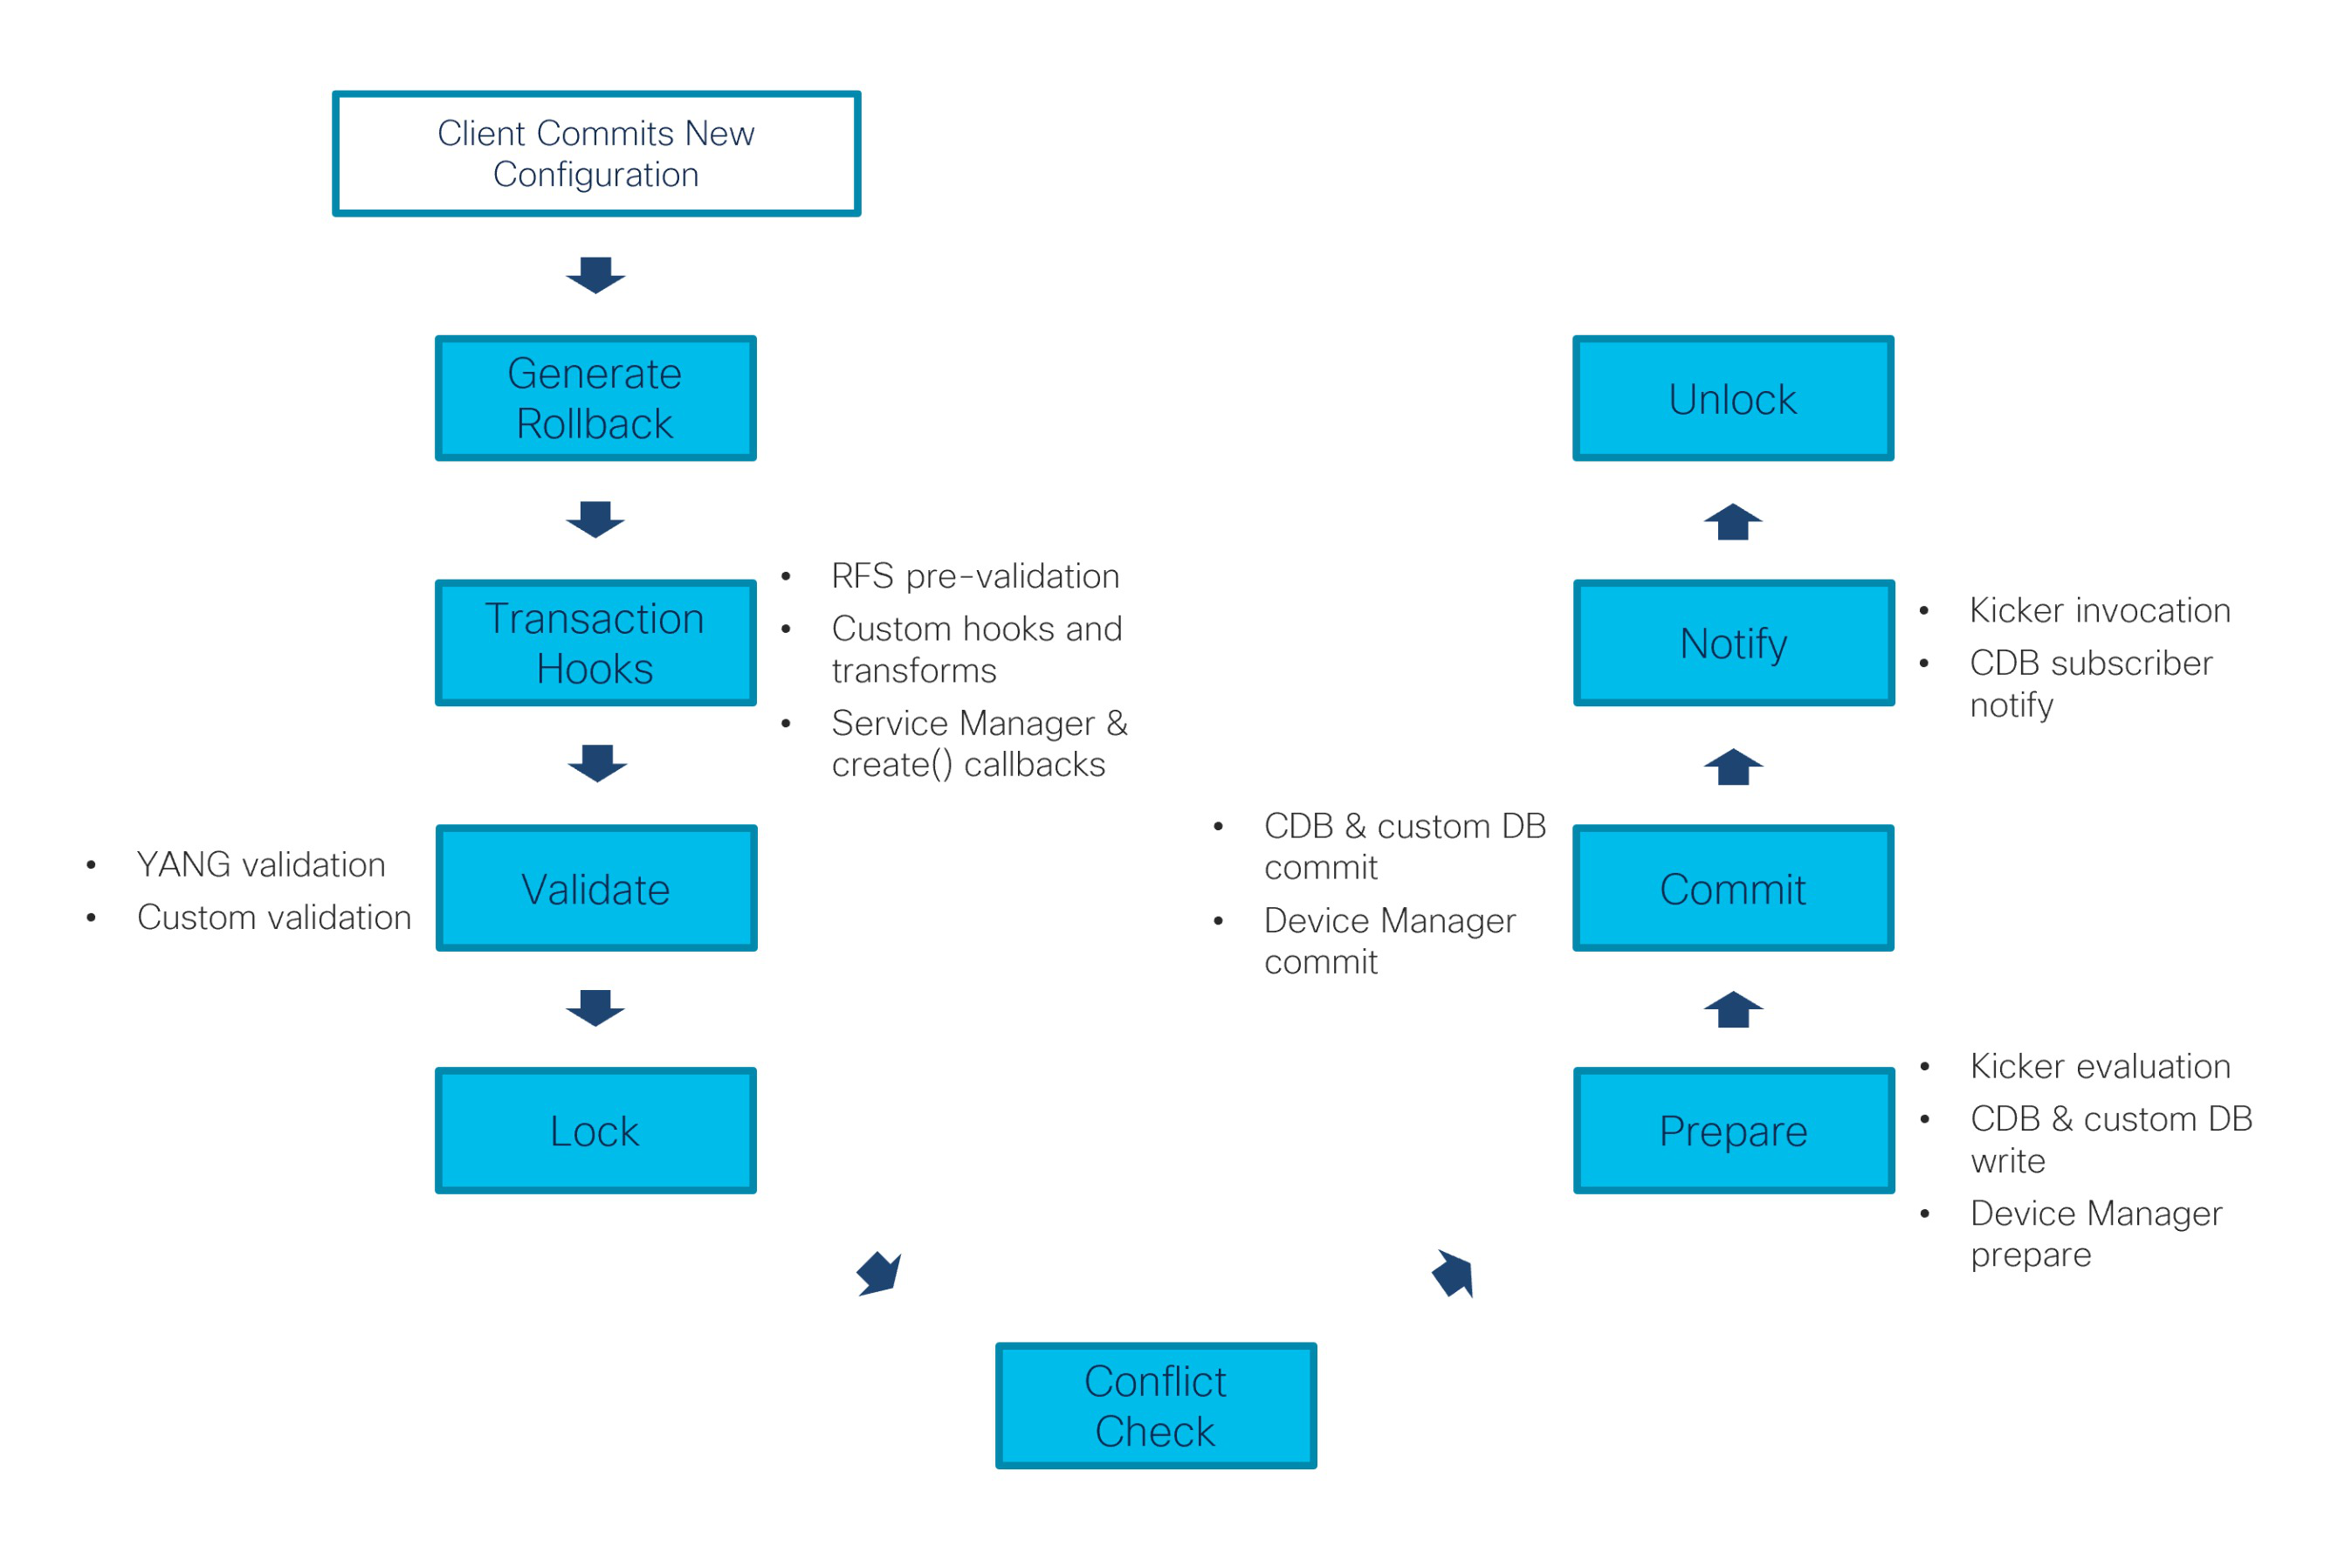 Client Commits New
Configuration
Generate
Rollback
Transaction
Hooks
• RFS pre-validation
• Custom hooks and
transforms
• Service Manager &
create() callbacks
• YANG validation
• Custom validation
Validate
Lock
Conflict
Check
Prepare
• Kicker evaluation
• CDB & custom DB
write
• Device Manager
prepare
• CDB & custom DB
commit
• Device Manager
commit
Commit
Notify
• Kicker invocation
• CDB subscriber
notify
Unlock